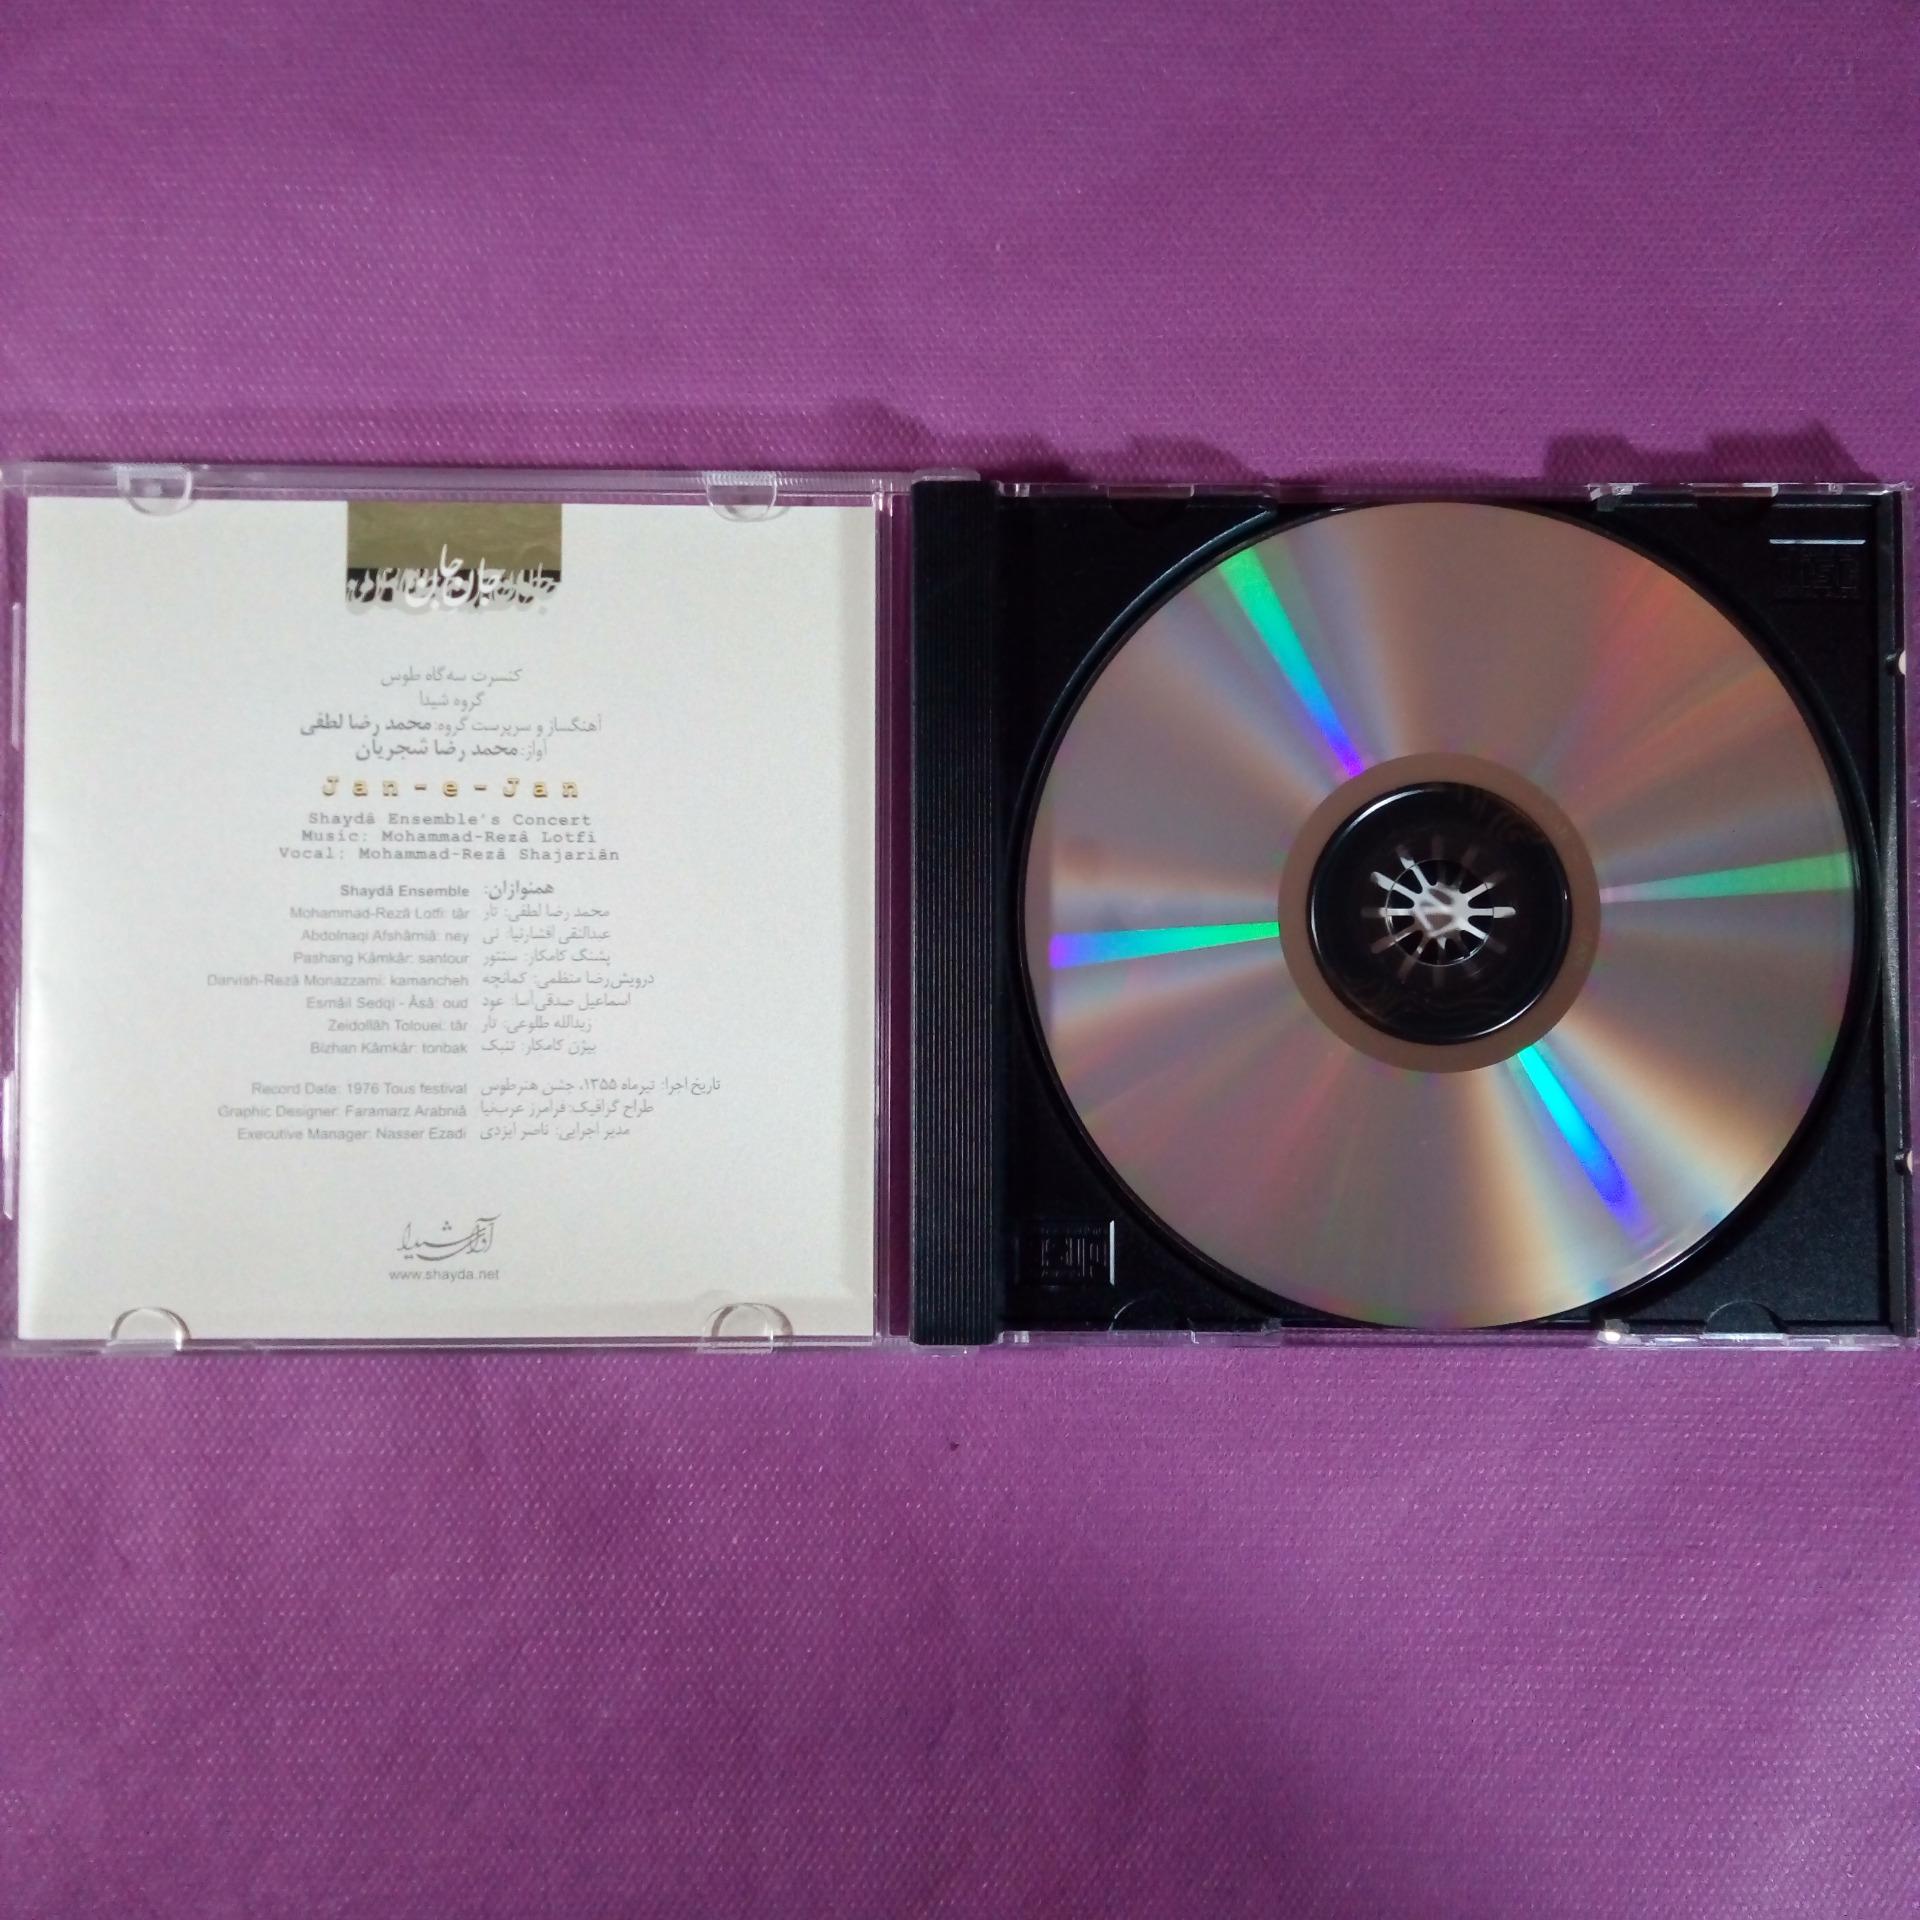 جان جان
کنسرت سه‌گاه طوس
گروه شیدا
آهنگساز و سرپرست گروه: محمد رضا لطفی
آواز: محمد رضا شجریان
Jan-e-Jan
Shaydâ Ensemble's Concert
Music: Mohammad-Rezâ Lotfi
Vocal: Mohammad-Rezâ Shajariân
Shaydâ Ensemble همنوازان:
Mohammad-Rezâ Lotfi: târ محمد رضا لطفی: تار
Abdolnaqi Afshârniâ: ney عبدالنقی افشارنیا: نی
Pashang Kâmkâr: santour پشنگ کامکار: سنتور
Darvish-Rezâ Monazzami: kamancheh درویش‌رضا منظمی: کمانچه
Esmâil Sedqi - Âsâ: oud اسماعیل صدقی‌آسا: عود
Zeidollâh Tolouei: târ زیدالله طلوعی: تار
Bizhan Kâmkâr: tonbak بیژن کامکار: تنبک
Record Date: 1976 Tous festival تاریخ اجرا: تیرماه ۱۳۵۵، جشن هنر طوس
Graphic Designer: Faramarz Arabniâ طراح گرافیک: فرامرز عرب‌نیا
Executive Manager: Nasser Ezadi مدیر اجرایی: ناصر ایزدی
آوای شیدا
www.shayda.net